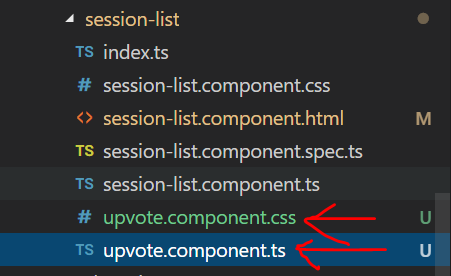 session-list
TS index.ts
# session-list.component.css
<> session-list.component.html M
TS session-list.component.spec.ts
TS session-list.component.ts
# upvote.component.css U
TS upvote.component.ts U